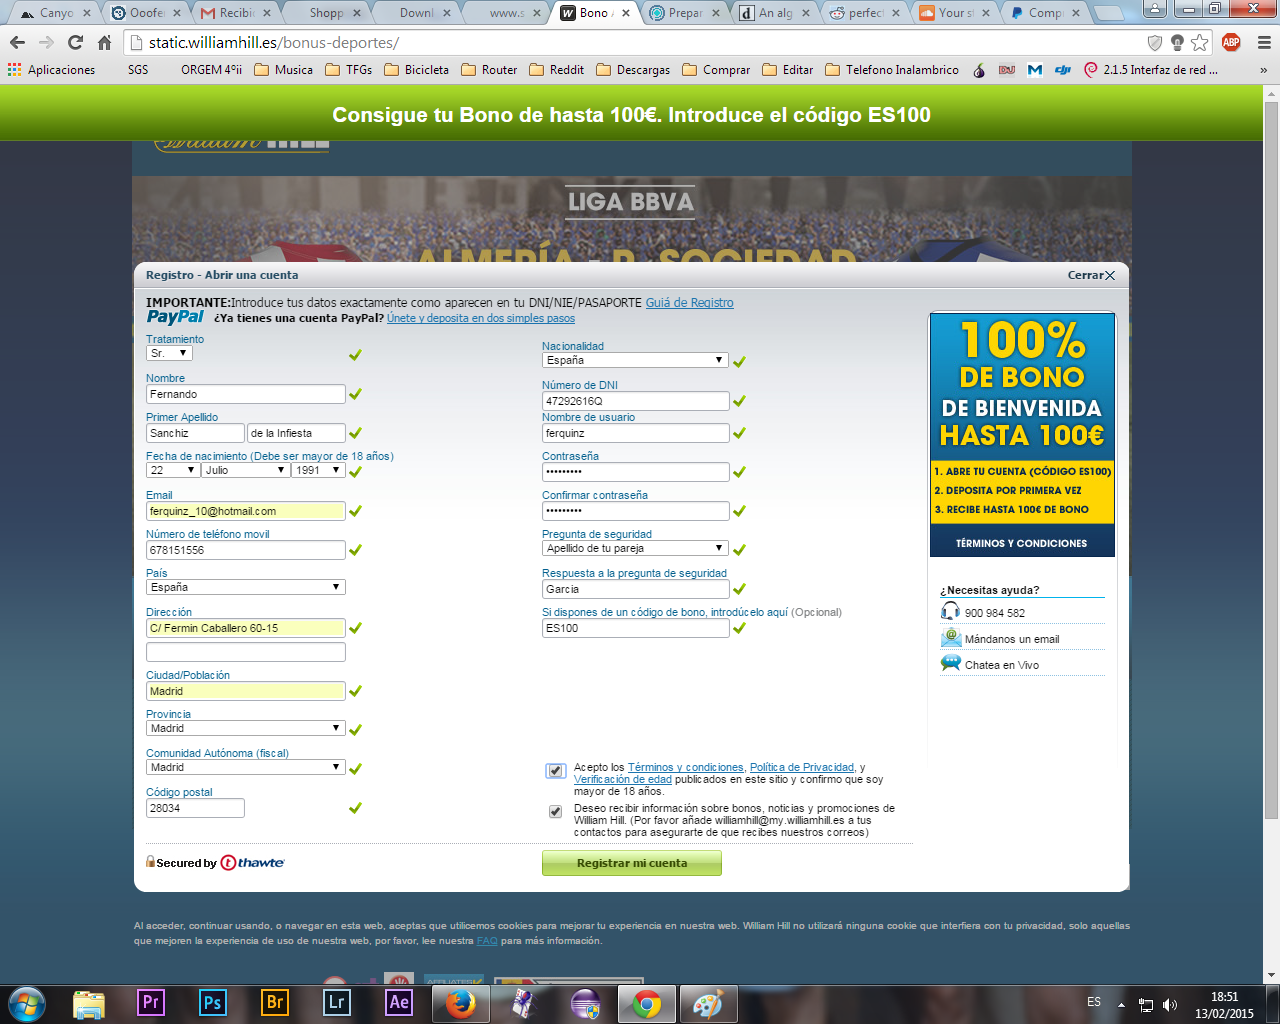 Canyo
Ooofe
Recibi
Shopp
Downl
www.s
Bono
Prepar
An alg
perfect
Your st
Compr
static.williamhill.es/bonus-deportes/
ABP
Aplicaciones
SGS
ORGEM 4ºii
Musica
TFGs
Bicicleta
Router
Reddit
Descargas
Comprar
Editar
Telefono Inalambrico
2.1.5 Interfaz de red ...
»
Consigue tu Bono de hasta 100€. Introduce el código ES100
William HILL
LIGA BBVA
ALMERÍA - R. SOCIEDAD
Registro - Abrir una cuenta
Cerrar X
IMPORTANTE:Introduce tus datos exactamente como aparecen en tu DNI/NIE/PASAPORTE Guiá de Registro
PayPal ¿Ya tienes una cuenta PayPal? Únete y deposita en dos simples pasos
Tratamiento
Sr.
Nombre
Fernando
Primer Apellido
Sanchiz
de la Infiesta
Fecha de nacimiento (Debe ser mayor de 18 años)
22
Julio
1991
Email
ferquinz_10@hotmail.com
Número de teléfono movil
678151556
País
España
Dirección
C/ Fermin Caballero 60-15
Ciudad/Población
Madrid
Provincia
Madrid
Comunidad Autónoma (fiscal)
Madrid
Código postal
28034
Secured by thawte
Nacionalidad
España
Número de DNI
47292616Q
Nombre de usuario
ferquinz
Contraseña
•••••••••
Confirmar contraseña
•••••••••
Pregunta de seguridad
Apellido de tu pareja
Respuesta a la pregunta de seguridad
Garcia
Si dispones de un código de bono, introdúcelo aquí (Opcional)
ES100
Acepto los Términos y condiciones, Política de Privacidad, y
Verificación de edad publicados en este sitio y confirmo que soy
mayor de 18 años.
Deseo recibir información sobre bonos, noticias y promociones de
William Hill. (Por favor añade williamhill@my.williamhill.es a tus
contactos para asegurarte de que recibes nuestros correos)
Registrar mi cuenta
100%
DE BONO
DE BIENVENIDA
HASTA 100€
1. ABRE TU CUENTA (CÓDIGO ES100)
2. DEPOSITA POR PRIMERA VEZ
3. RECIBE HASTA 100€ DE BONO
TÉRMINOS Y CONDICIONES
¿Necesitas ayuda?
900 984 582
Mándanos un email
Chatea en Vivo
Al acceder, continuar usando, o navegar en esta web, aceptas que utilicemos cookies para mejorar tu experiencia en nuestra web. William Hill no utilizará ninguna cookie que interfiera con tu privacidad, solo aquellas
que mejoren la experiencia de uso de nuestra web, por favor, lee nuestra FAQ para más información.
Pr
Ps
Br
Lr
Ae
ES
18:51
13/02/2015